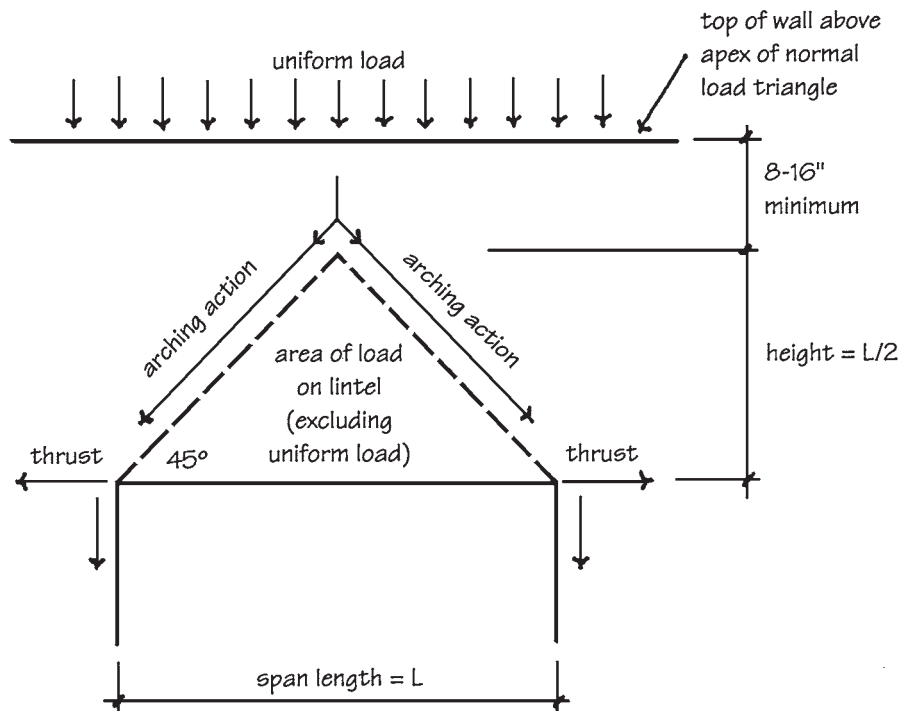 top of wall above
apex of normal
load triangle
uniform load
8-16"
minimum
arching action
arching action
area of load
on lintel
(excluding
uniform load)
height = L/2
thrust
45°
thrust
span length = L